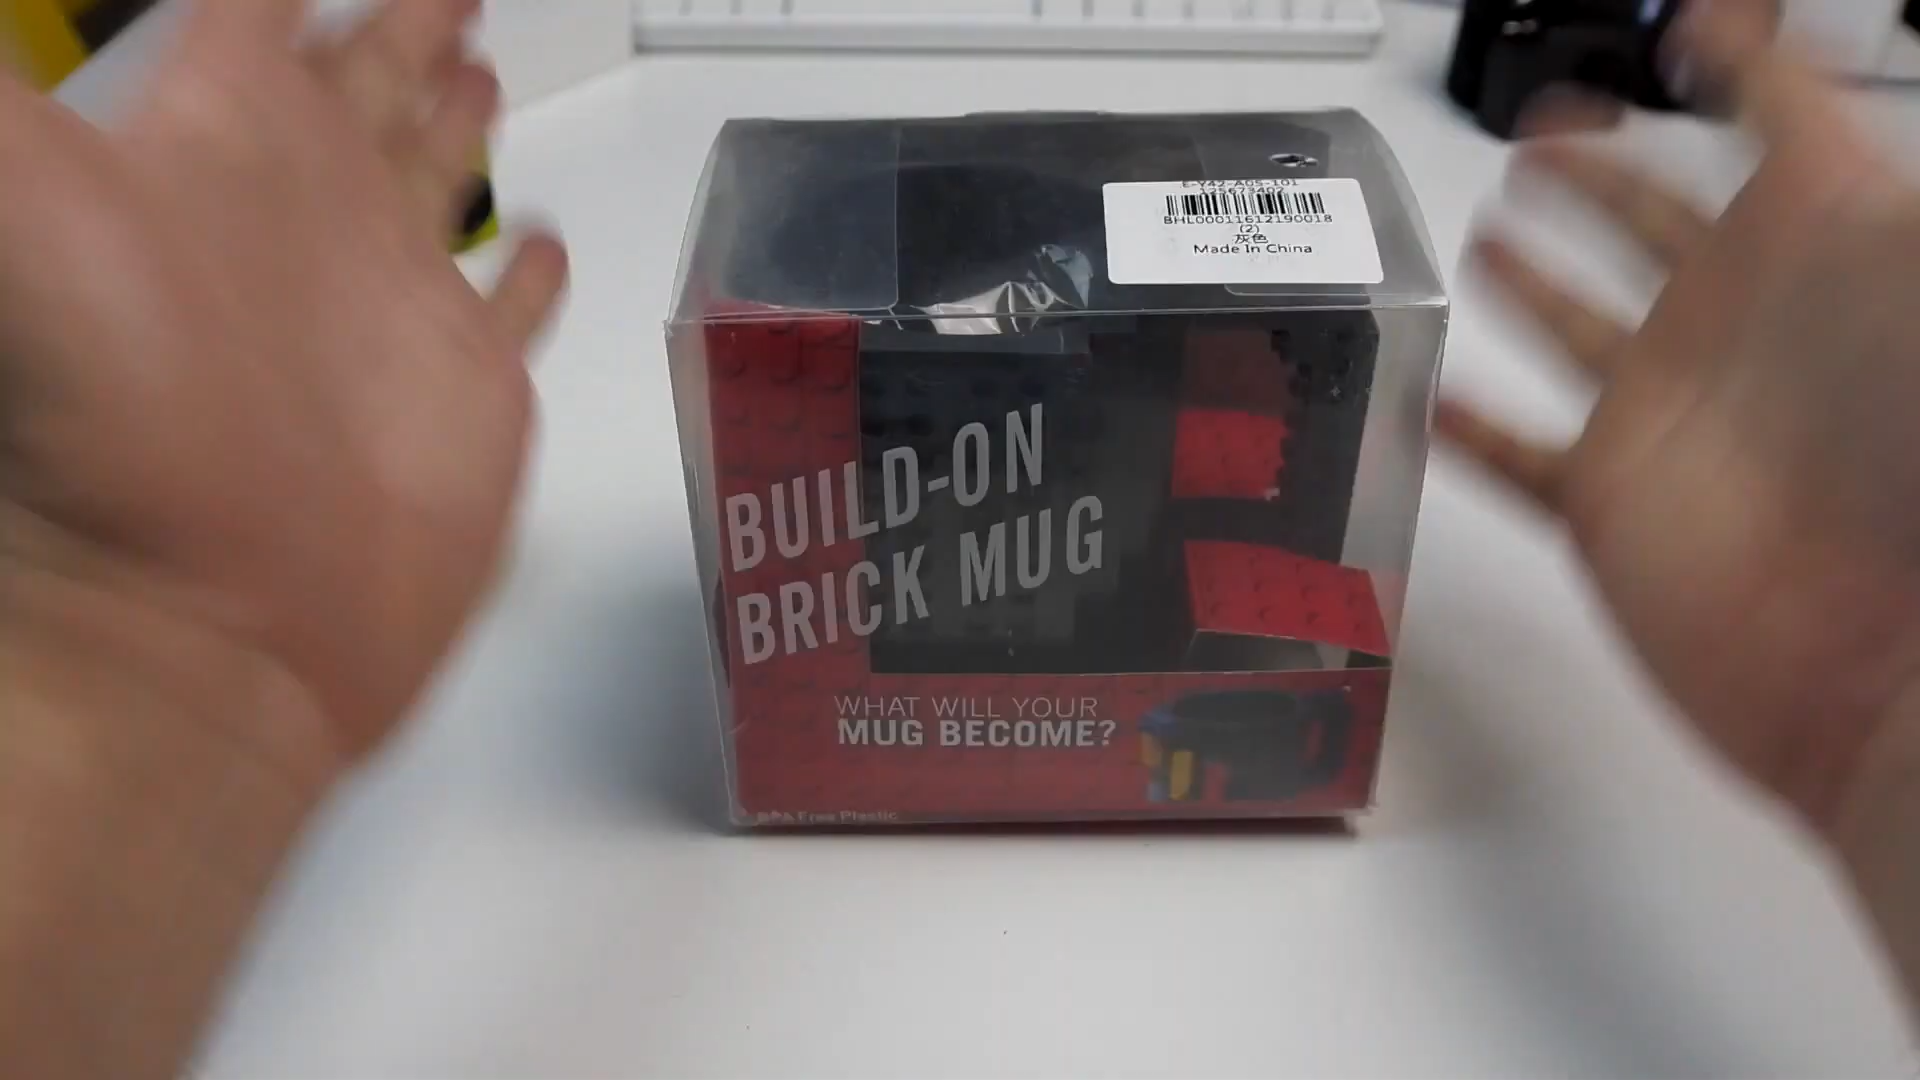 E-Y42-A05-101
125673402
BHL00011612190018
(2)
灰色
Made In China
BUILD-ON
BRICK MUG
WHAT WILL YOUR
MUG BECOME?
BPA Free Plastic